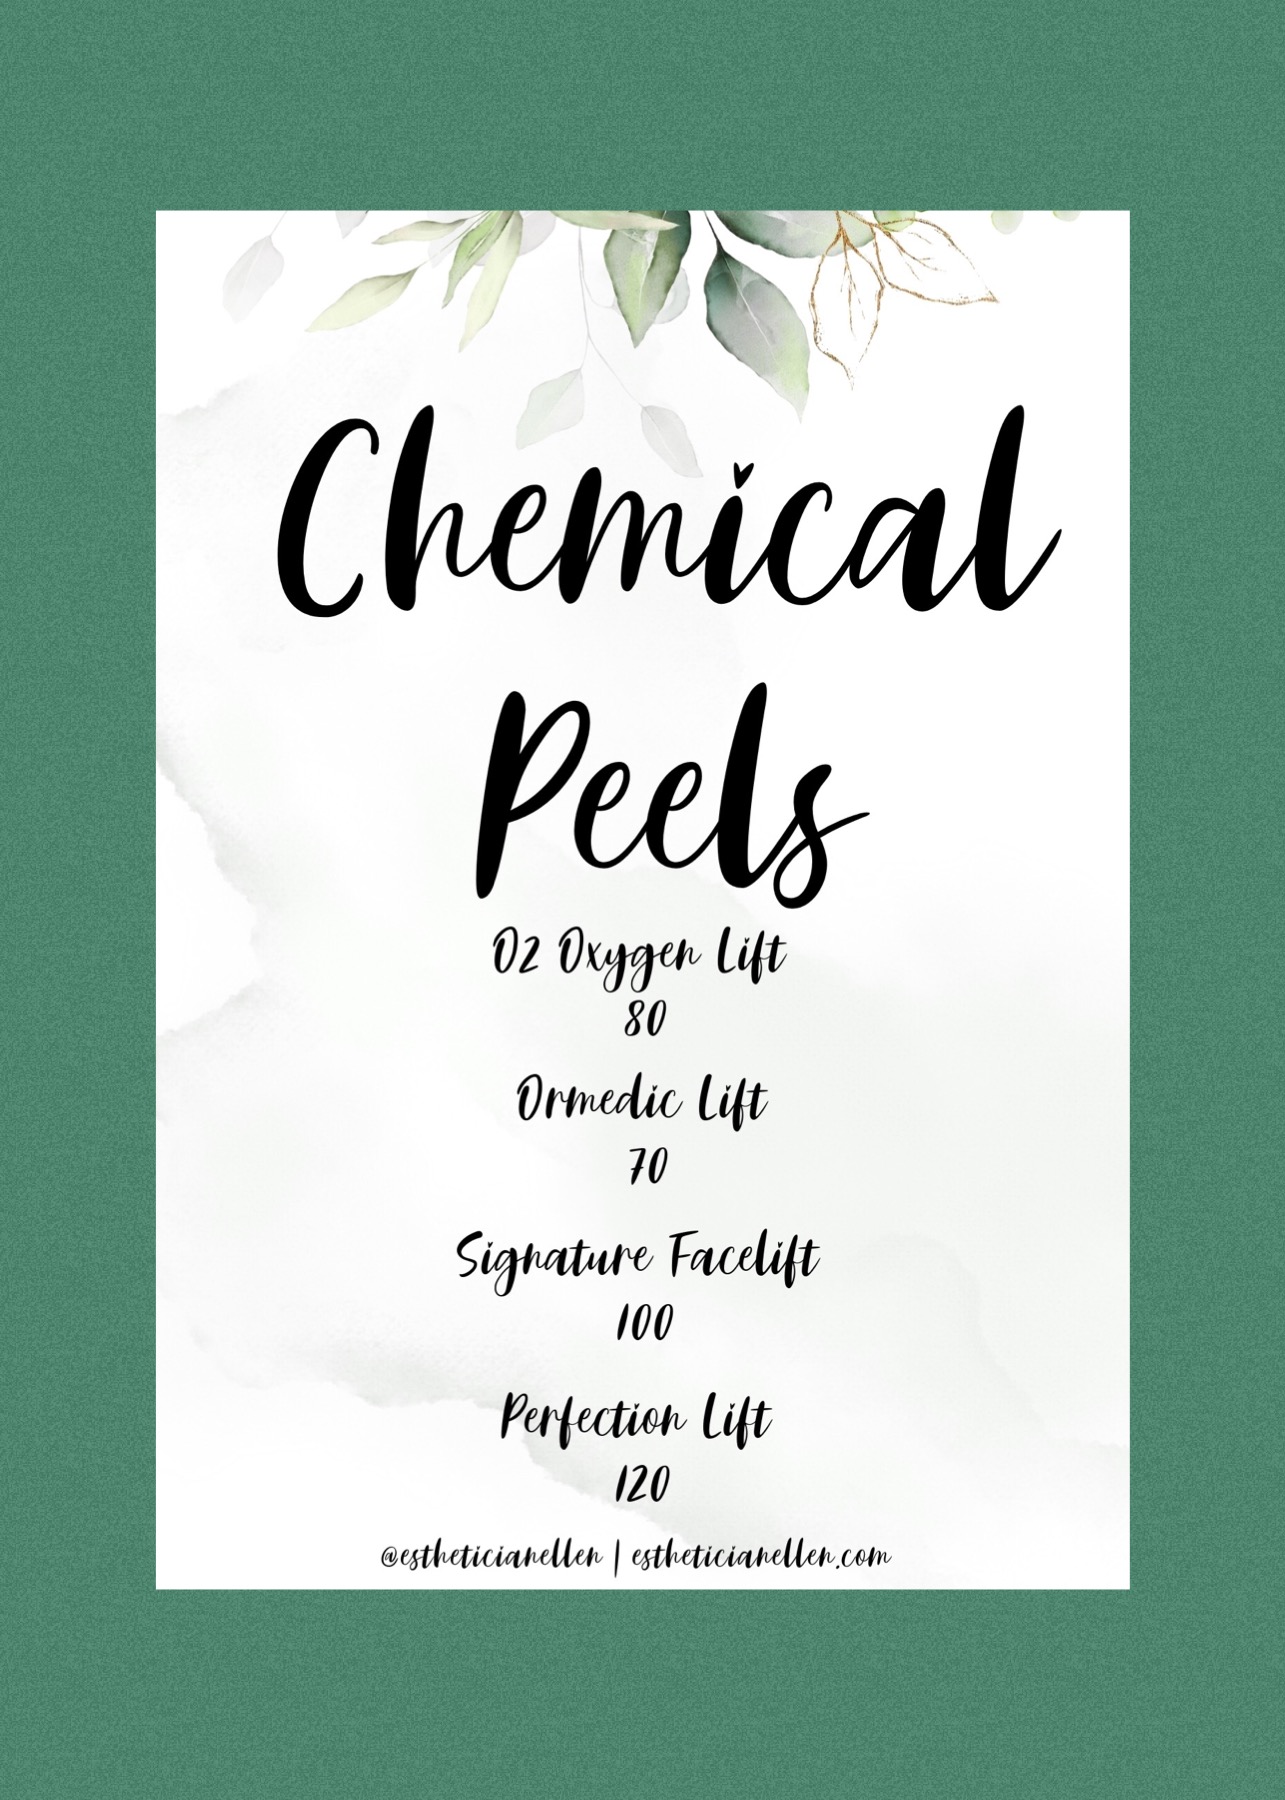 Chemical
Peels
O2 Oxygen Lift
80
Ormedic Lift
70
Signature Facelift
100
Perfection Lift
120
@estheticianellen | estheticianellen.com